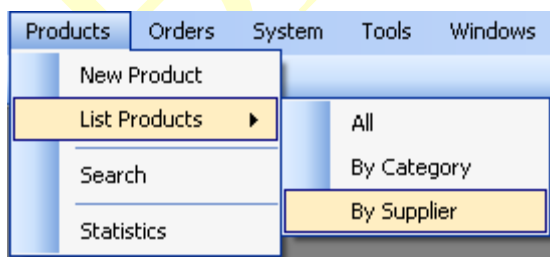 Products Orders System Tools Windows
New Product
List Products
All
By Category
Search
By Supplier
Statistics